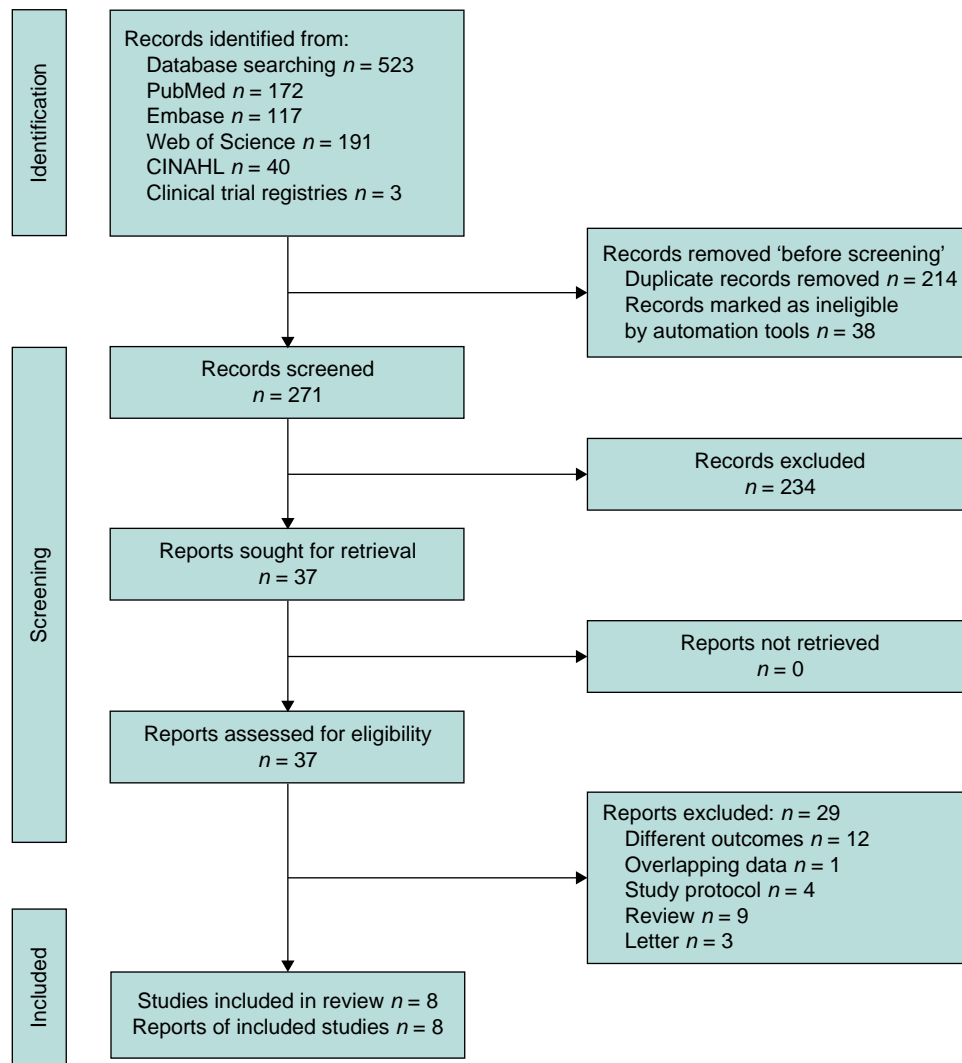 Identification
Records identified from:
Database searching n = 523
PubMed n = 172
Embase n = 117
Web of Science n = 191
CINAHL n = 40
Clinical trial registries n = 3
Records removed ‘before screening’
Duplicate records removed n = 214
Records marked as ineligible
by automation tools n = 38
Screening
Records screened
n = 271
Records excluded
n = 234
Reports sought for retrieval
n = 37
Reports not retrieved
n = 0
Reports assessed for eligibility
n = 37
Reports excluded: n = 29
Different outcomes n = 12
Overlapping data n = 1
Study protocol n = 4
Review n = 9
Letter n = 3
Included
Studies included in review n = 8
Reports of included studies n = 8